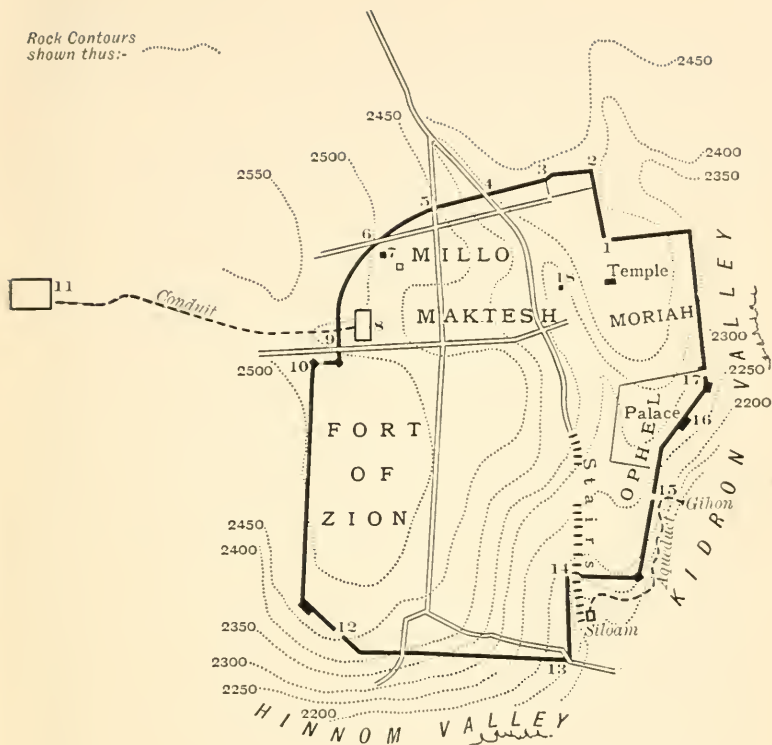 Rock Contours
shown thus:-
2450
2450
2400
2350
2500
2550
2
3
4
5
6
7
MILLO
1
Temple
11
Conduit
8
9
MAKTESH
18
MORIAH
10
2500
2300
2250
2200
17
Palace
16
OPHEL
FORT
OF
ZION
Stairs
15
Gihon
Aqueduct
KIDRON VALLEY
14
Siloam
2450
2400
12
13
2350
2300
2250
2200
HINNOM VALLEY